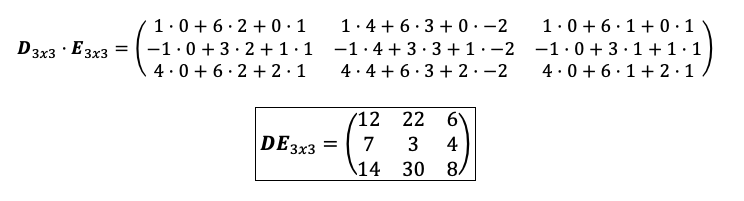 D3x3 · E3x3 = (1 · 0 + 6 · 2 + 0 · 1   1 · 4 + 6 · 3 + 0 · −2   1 · 0 + 6 · 1 + 0 · 1
−1 · 0 + 3 · 2 + 1 · 1   −1 · 4 + 3 · 3 + 1 · −2   −1 · 0 + 3 · 1 + 1 · 1
4 · 0 + 6 · 2 + 2 · 1   4 · 4 + 6 · 3 + 2 · −2   4 · 0 + 6 · 1 + 2 · 1)
DE3x3 = (12   22   6
7   3   4
14   30   8)